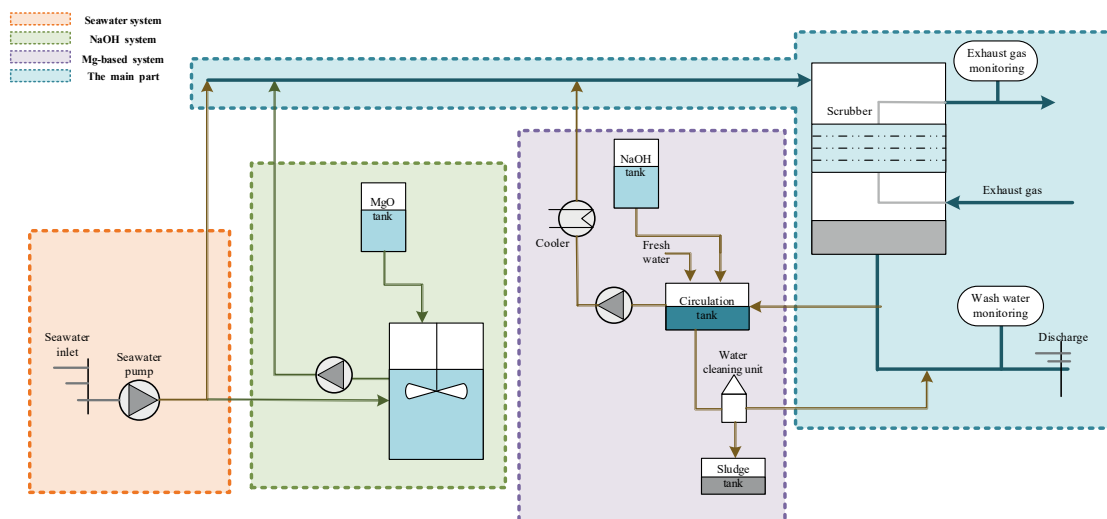 Seawater system
NaOH system
Mg-based system
The main part
Exhaust gas
monitoring
Scrubber
NaOH
tank
MgO
tank
Exhaust gas
Cooler
Fresh
water
Circulation
tank
Wash water
monitoring
Seawater
inlet
Seawater
pump
Discharge
Water
cleaning unit
Sludge
tank